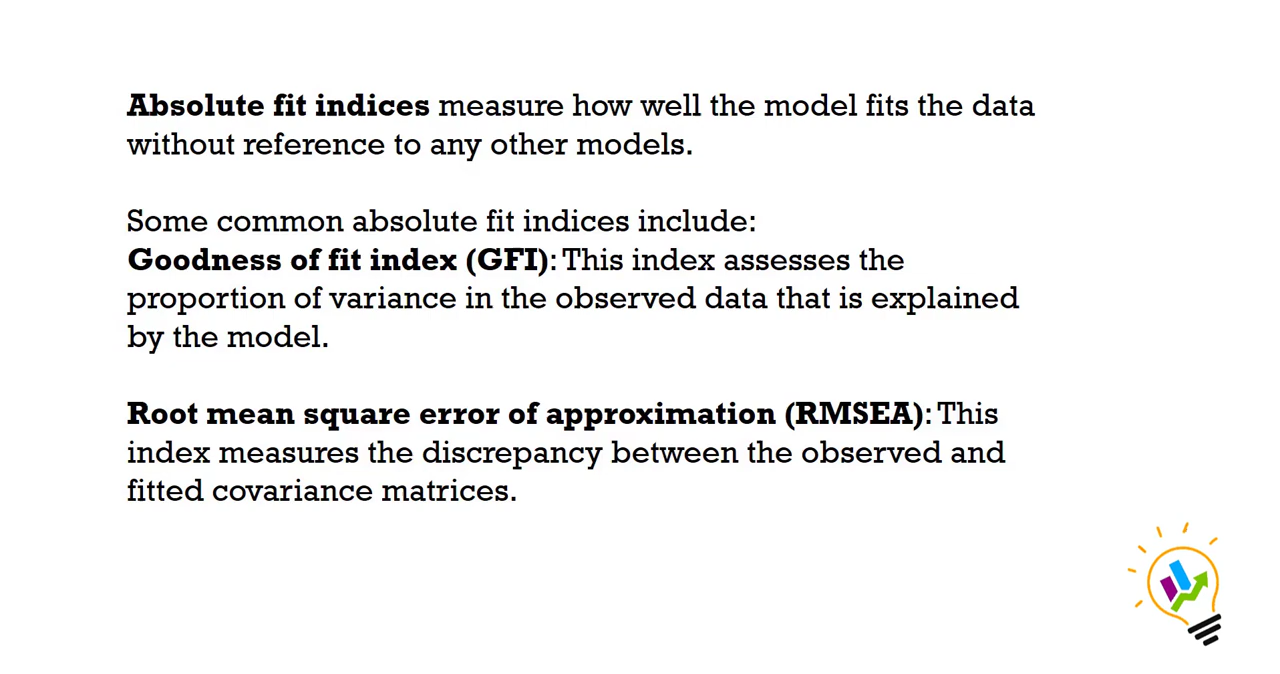 Absolute fit indices measure how well the model fits the data
without reference to any other models.
Some common absolute fit indices include:
Goodness of fit index (GFI): This index assesses the
proportion of variance in the observed data that is explained
by the model.
Root mean square error of approximation (RMSEA): This
index measures the discrepancy between the observed and
fitted covariance matrices.